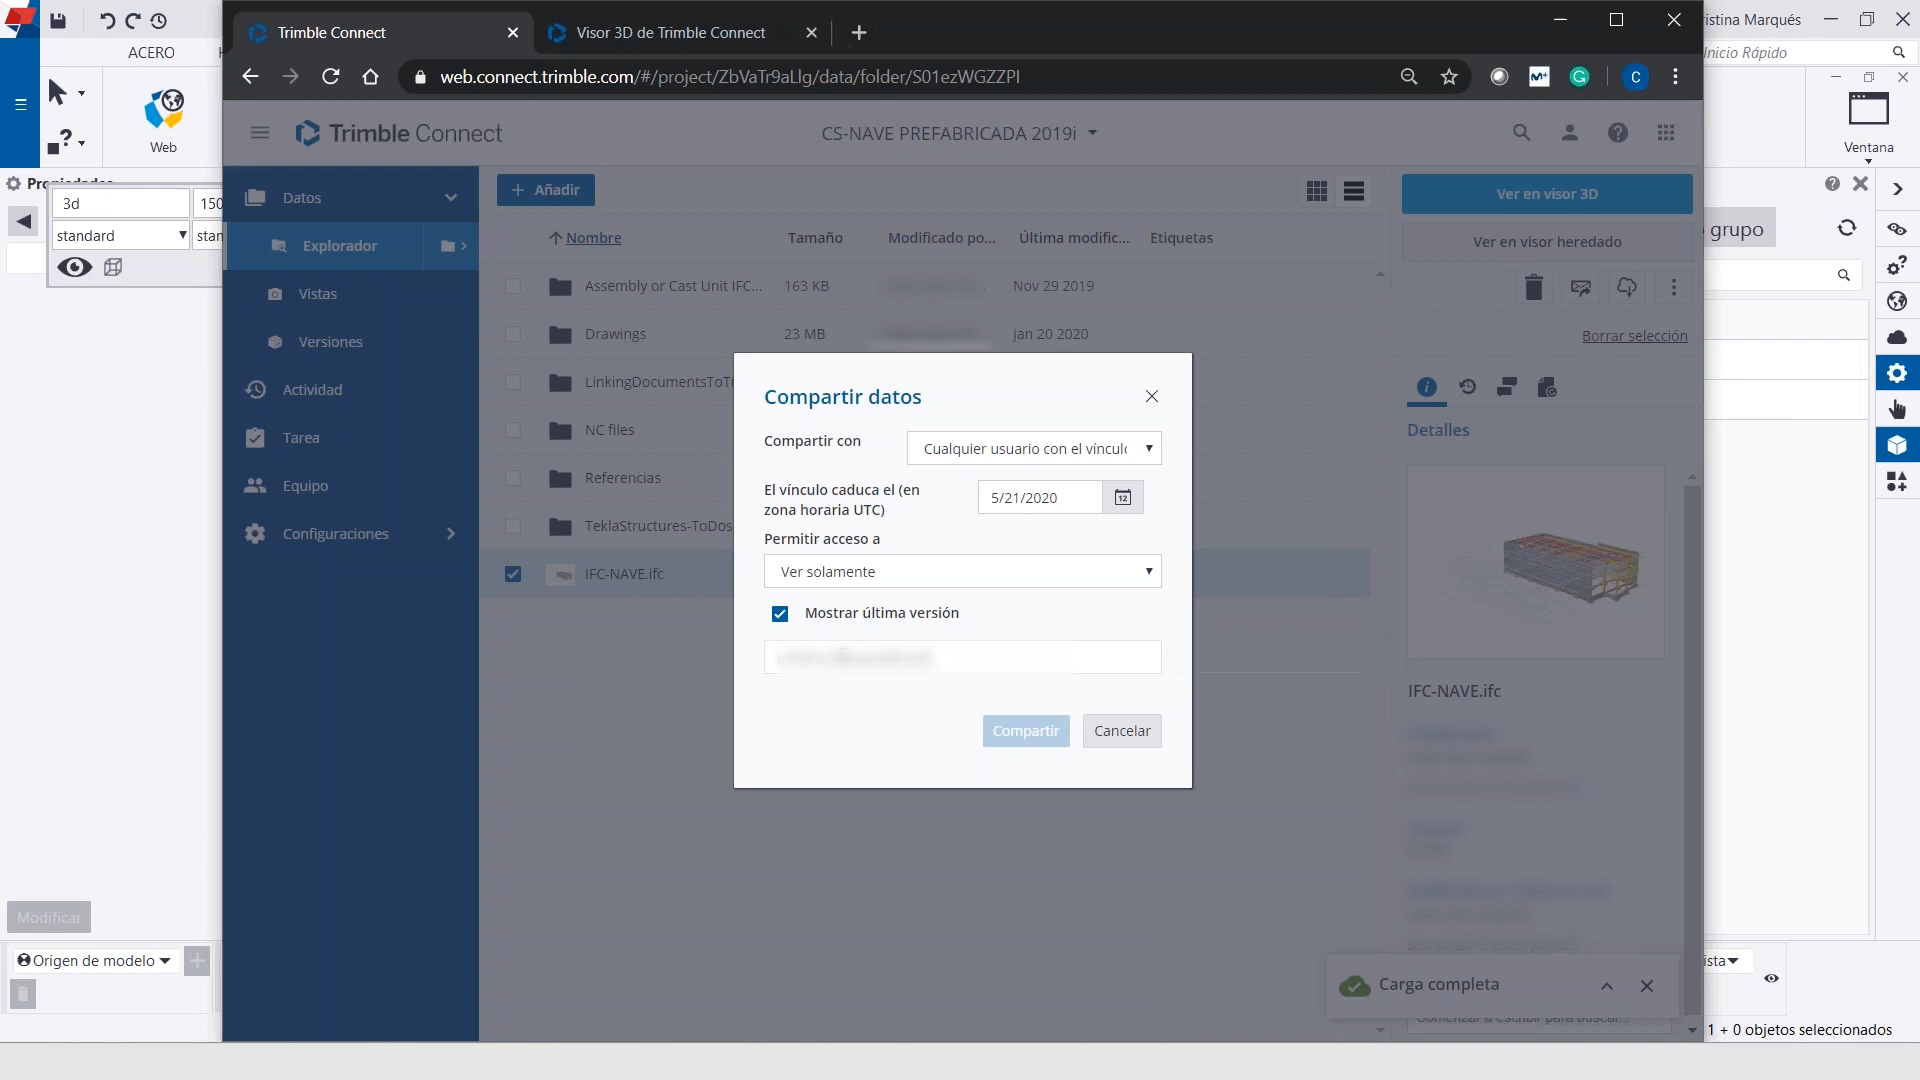 Trimble Connect
Visor 3D de Trimble Connect
ristina Marqués
ACERO
Inicio Rápido
web.connect.trimble.com/#/project/ZbVaTr9aLlg/data/folder/S01ezWGZZPI
C
Web
Ventana
Trimble Connect
CS-NAVE PREFABRICADA 2019i
3d
150
standard
stan
Datos
Explorador
Vistas
Versiones
Actividad
Tarea
Equipo
Configuraciones
+ Añadir
Nombre
Tamaño
Modificado po...
Última modific...
Etiquetas
Assembly or Cast Unit IFC...
163 KB
Nov 29 2019
Drawings
23 MB
Jan 20 2020
LinkingDocumentsToTr
NC files
Referencias
TeklaStructures-ToDos
IFC-NAVE.ifc
Compartir datos
Compartir con
Cualquier usuario con el vínculo
El vínculo caduca el (en
zona horaria UTC)
5/21/2020
12
Permitir acceso a
Ver solamente
Mostrar última versión
Compartir
Cancelar
Ver en visor 3D
Ver en visor heredado
Borrar selección
Detalles
IFC-NAVE.ifc
Carga completa
grupo
Modificar
Origen de modelo
ista
1 + 0 objetos seleccionados